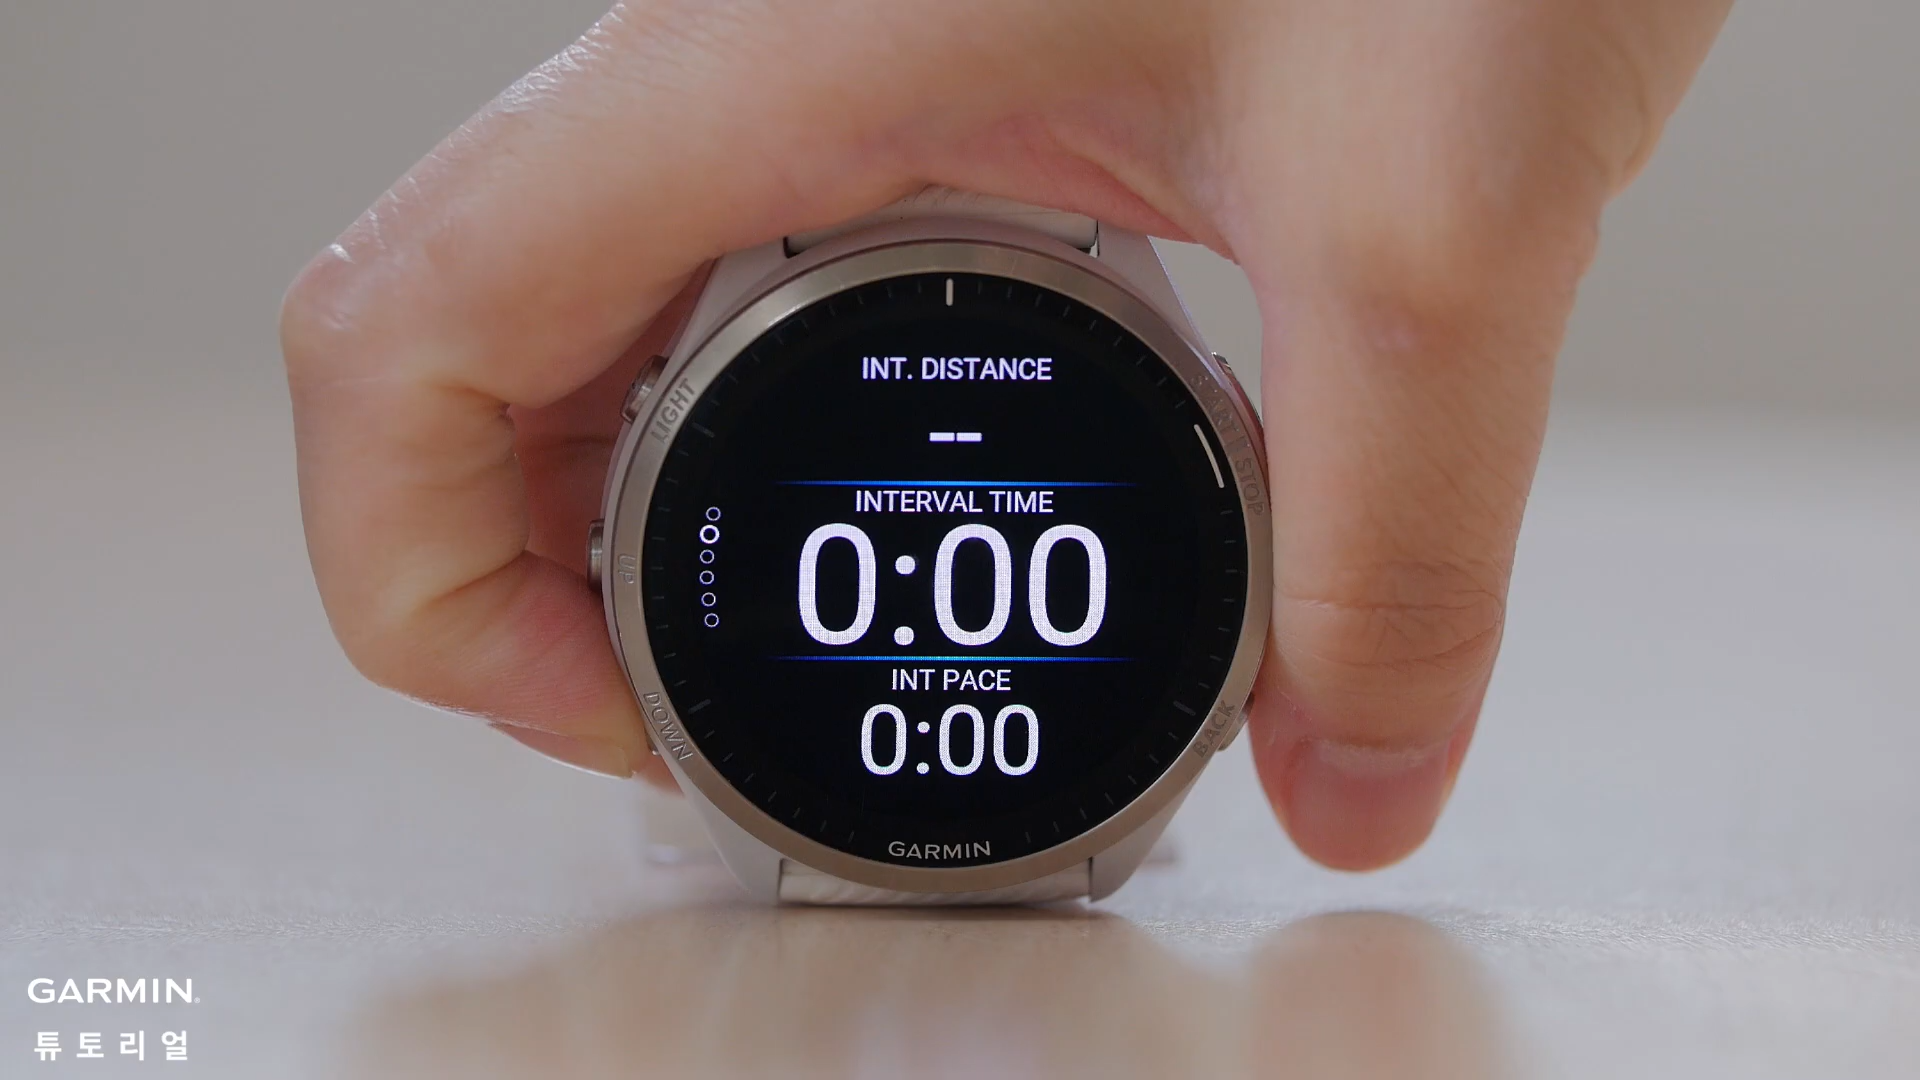 INT. DISTANCE
--
INTERVAL TIME
0:00
INT PACE
0:00
GARMIN
LIGHT
UP
DOWN
START | STOP
BACK
GARMIN®
튜토리얼